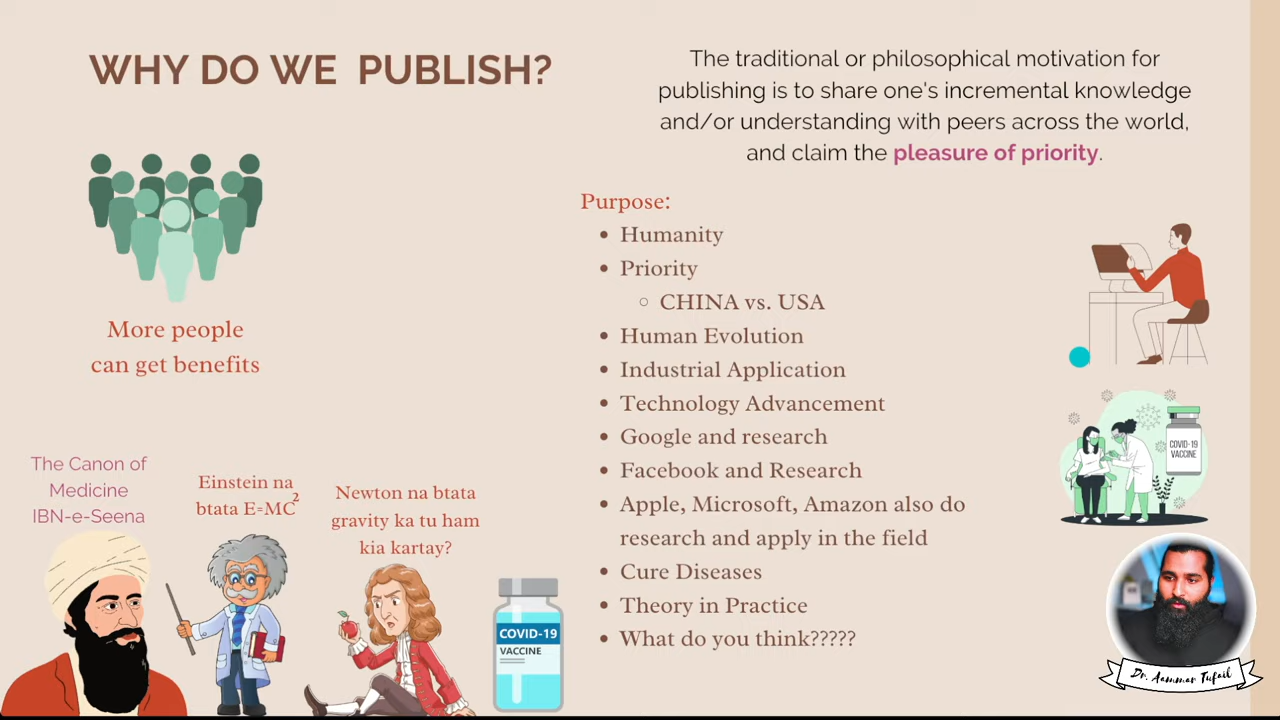 WHY DO WE PUBLISH?
The traditional or philosophical motivation for
publishing is to share one's incremental knowledge
and/or understanding with peers across the world,
and claim the pleasure of priority.
More people
can get benefits
Purpose:
• Humanity
• Priority
○ CHINA vs. USA
• Human Evolution
• Industrial Application
• Technology Advancement
• Google and research
• Facebook and Research
• Apple, Microsoft, Amazon also do
research and apply in the field
• Cure Diseases
• Theory in Practice
• What do you think?????
The Canon of
Medicine
IBN-e-Seena
Einstein na
btata E=MC²
Newton na btata
gravity ka tu ham
kia kartay?
COVID-19
VACCINE
COVID-19
VACCINE
Dr. Aammar Tufail